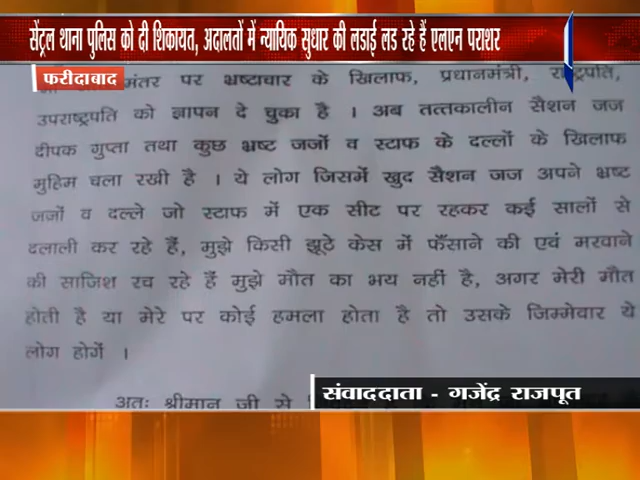 सेंट्रल थाना पुलिस को दी शिकायत, अदालतों में न्यायिक सुधार की लडाई लड रहे हैं एलएन पराशर
फरीदाबाद
मंतर पर भ्रष्टाचार के खिलाफ, प्रधानमंत्री, राष्ट्रपति,
उपराष्ट्रपति को ज्ञापन दे चुका है । अब तत्तकालीन सैशन जज
दीपक गुप्ता तथा कुछ भ्रष्ट जजों व स्टाफ के दल्लों के खिलाफ
मुहिम चला रखी है । ये लोग जिसमें खुद सैशन जज अपने भ्रष्ट
जजों व दल्ले जो स्टाफ में एक सीट पर रहकर कई सालों से
दलाली कर रहे हैं, मुझे किसी झूठे केस में फँसाने की एवं मरवाने
की साजिश रच रहे हैं मुझे मौत का भय नहीं है, अगर मेरी मौत
होती है या मेरे पर कोई हमला होता है तो उसके जिम्मेवार ये
लोग होगें ।
अतः श्रीमान जी से
संवाददाता - गजेंद्र राजपूत